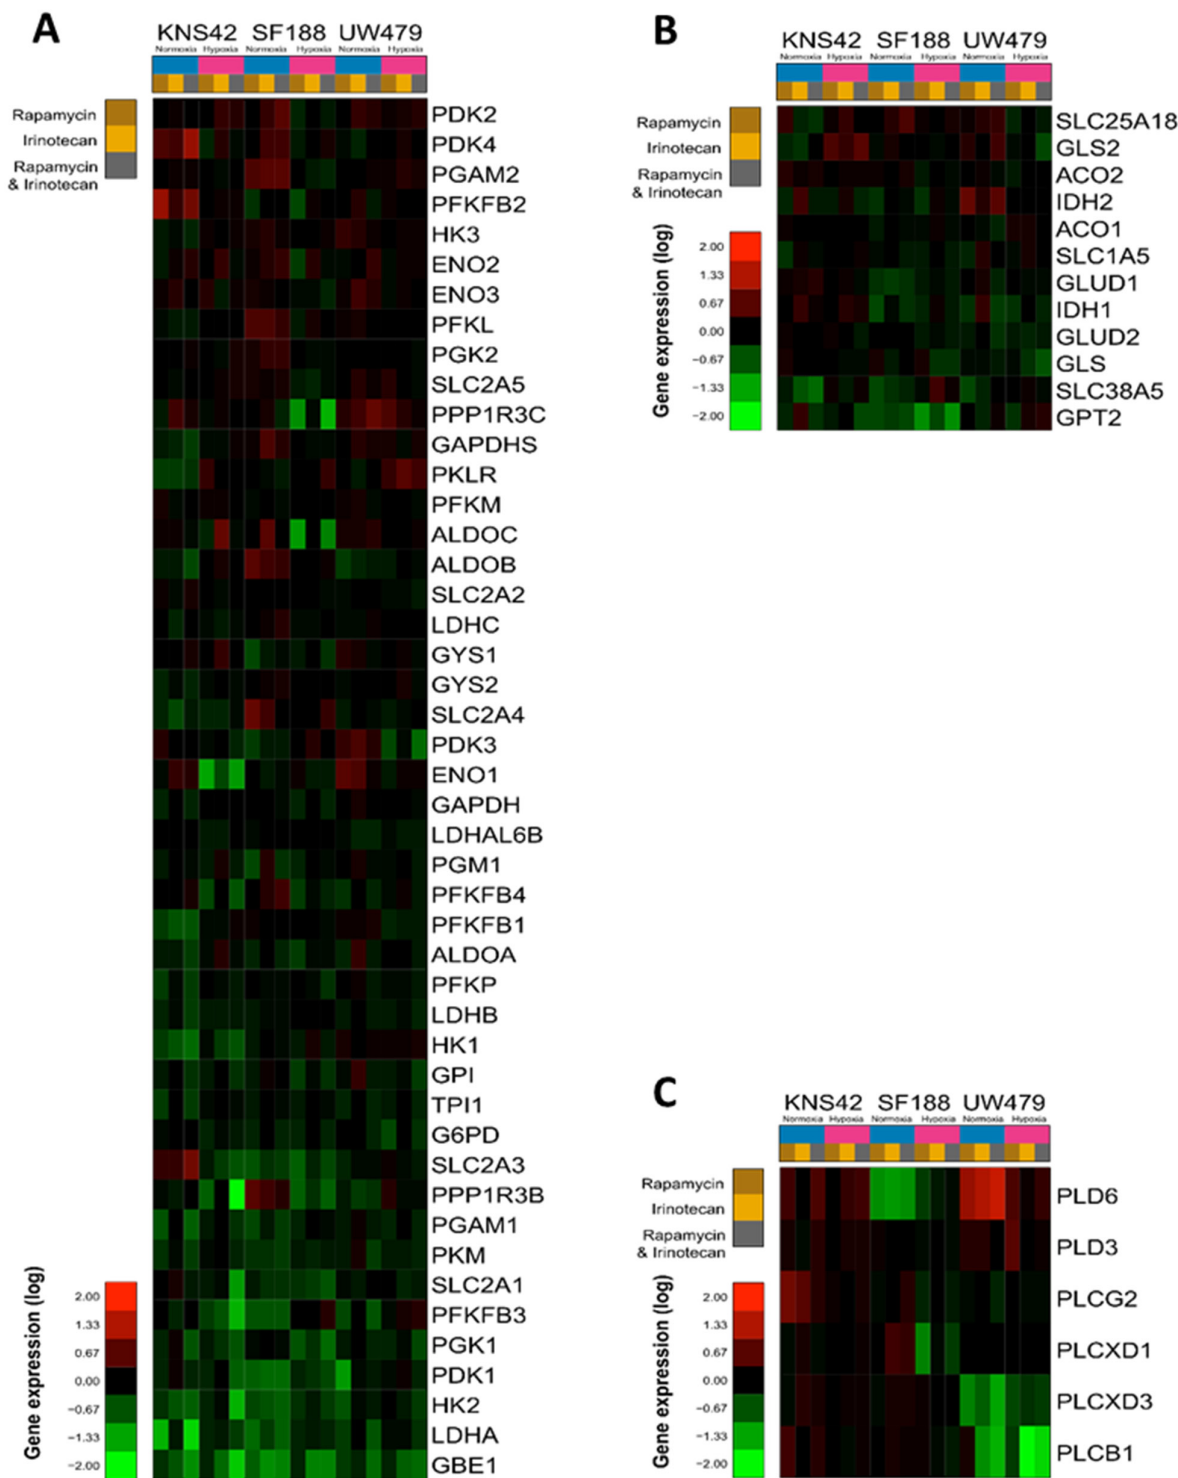 A
KNS42 SF188 UW479
Normoxia Hypoxia Normoxia Hypoxia Normoxia Hypoxia
Rapamycin
Irinotecan
Rapamycin
& Irinotecan
PDK2
PDK4
PGAM2
PFKFB2
HK3
ENO2
ENO3
PFKL
PGK2
SLC2A5
PPP1R3C
GAPDHS
PKLR
PFKM
ALDOC
ALDOB
SLC2A2
LDHC
GYS1
GYS2
SLC2A4
PDK3
ENO1
GAPDH
LDHAL6B
PGM1
PFKFB4
PFKFB1
ALDOA
PFKP
LDHB
HK1
GPI
TPI1
G6PD
SLC2A3
PPP1R3B
PGAM1
PKM
SLC2A1
PFKFB3
PGK1
PDK1
HK2
LDHA
GBE1
Gene expression (log)
2.00
1.33
0.67
0.00
−0.67
−1.33
−2.00
B
KNS42 SF188 UW479
Normoxia Hypoxia Normoxia Hypoxia Normoxia Hypoxia
Rapamycin
Irinotecan
Rapamycin
& Irinotecan
SLC25A18
GLS2
ACO2
IDH2
ACO1
SLC1A5
GLUD1
IDH1
GLUD2
GLS
SLC38A5
GPT2
Gene expression (log)
2.00
1.33
0.67
0.00
−0.67
−1.33
−2.00
C
KNS42 SF188 UW479
Normoxia Hypoxia Normoxia Hypoxia Normoxia Hypoxia
Rapamycin
Irinotecan
Rapamycin
& Irinotecan
PLD6
PLD3
PLCG2
PLCXD1
PLCXD3
PLCB1
Gene expression (log)
2.00
1.33
0.67
0.00
−0.67
−1.33
−2.00